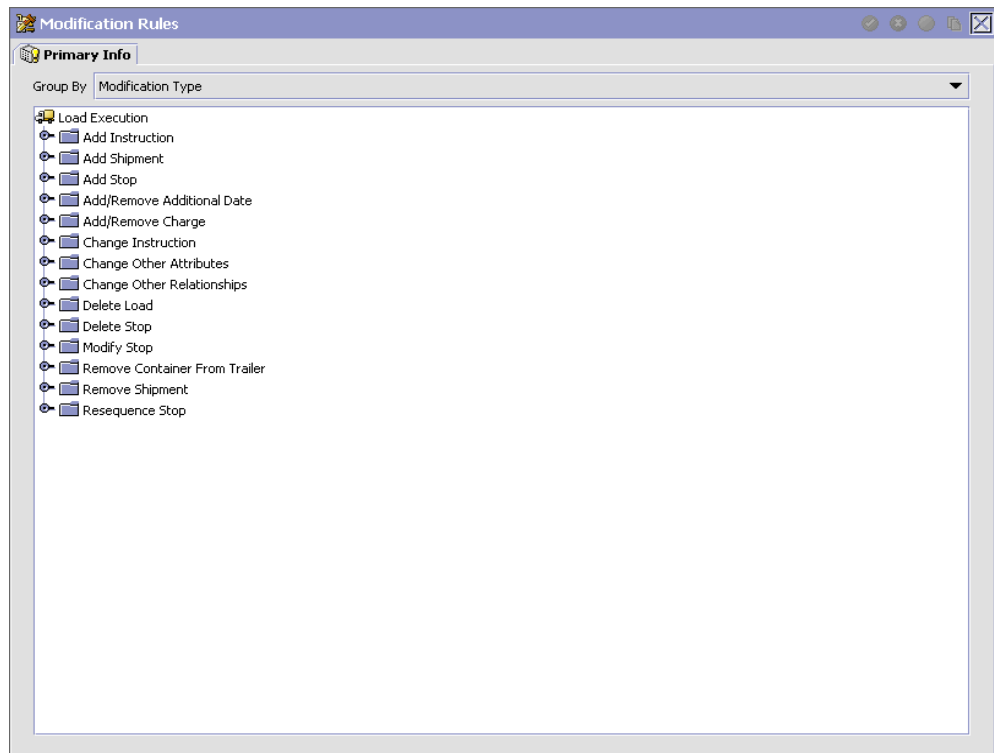 Modification Rules
Primary Info
Group By Modification Type
Load Execution
Add Instruction
Add Shipment
Add Stop
Add/Remove Additional Date
Add/Remove Charge
Change Instruction
Change Other Attributes
Change Other Relationships
Delete Load
Delete Stop
Modify Stop
Remove Container From Trailer
Remove Shipment
Resequence Stop